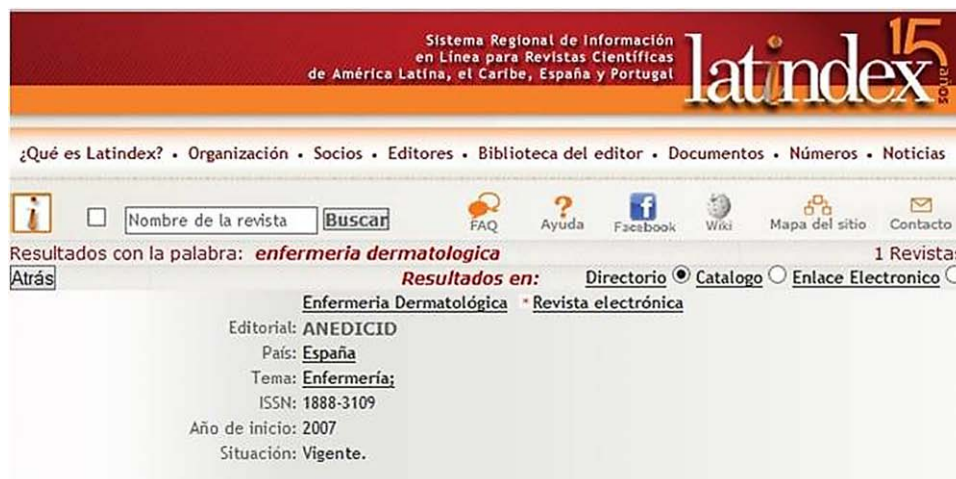 Sistema Regional de Información
en Línea para Revistas Científicas
de América Latina, el Caribe, España y Portugal
latindex
15
años
¿Qué es Latindex? • Organización • Socios • Editores • Biblioteca del editor • Documentos • Números • Noticias
i Nombre de la revista Buscar FAQ Ayuda Facebook Wiki Mapa del sitio Contacto
Resultados con la palabra: enfermeria dermatologica 1 Revistas
Atrás Resultados en: Directorio Catalogo Enlace Electronico
Enfermeria Dermatológica * Revista electrónica
Editorial: ANEDICID
País: España
Tema: Enfermería;
ISSN: 1888-3109
Año de inicio: 2007
Situación: Vigente.